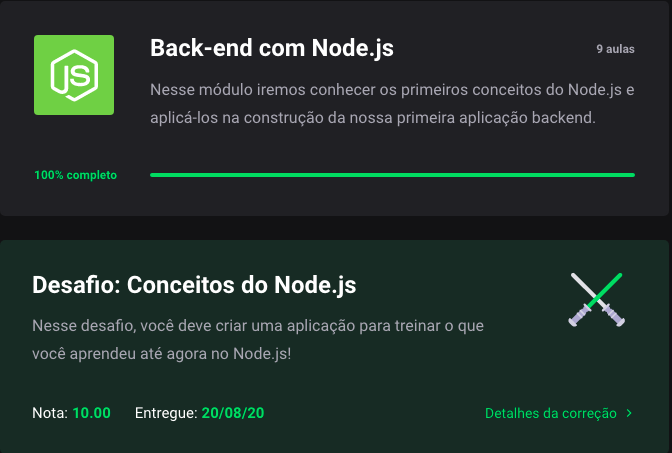 JS
Back-end com Node.js
9 aulas
Nesse módulo iremos conhecer os primeiros conceitos do Node.js e
aplicá-los na construção da nossa primeira aplicação backend.
100% completo
Desafio: Conceitos do Node.js
Nesse desafio, você deve criar uma aplicação para treinar o que
você aprendeu até agora no Node.js!
Nota: 10.00 Entregue: 20/08/20 Detalhes da correção >